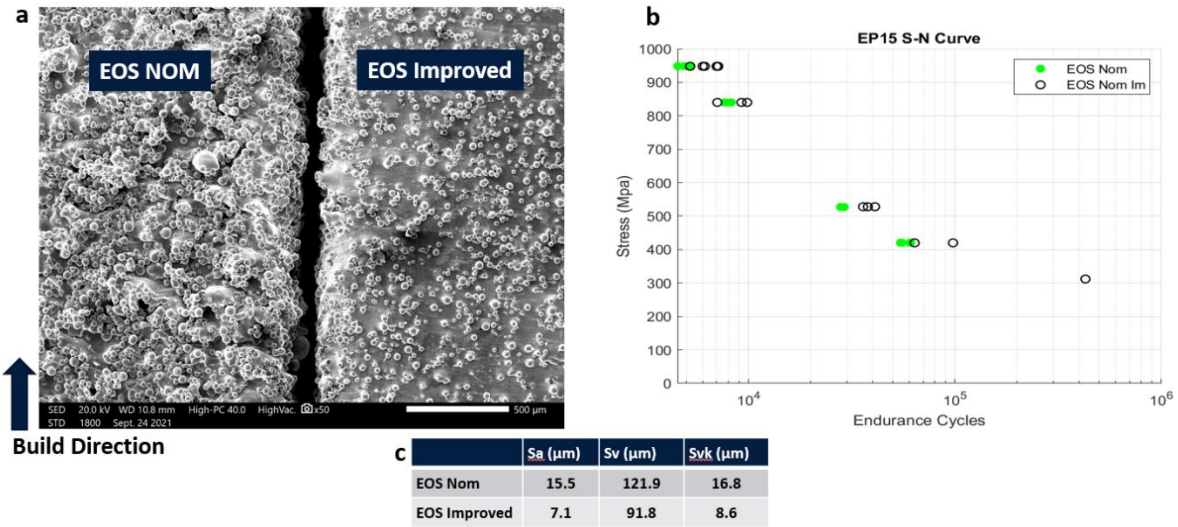 a
EOS NOM
EOS Improved
SED 20.0 kV WD 10.8 mm High-PC 40.0 HighVac. x50 500 µm
STD 1800 Sept. 24 2021
Build Direction
b
EP15 S-N Curve
EOS Nom
EOS Nom Im
Stress (Mpa)
1000
900
800
700
600
500
400
300
200
100
0
10^4
10^5
10^6
Endurance Cycles
c
Sa (µm) Sv (µm) Svk (µm)
EOS Nom 15.5 121.9 16.8
EOS Improved 7.1 91.8 8.6